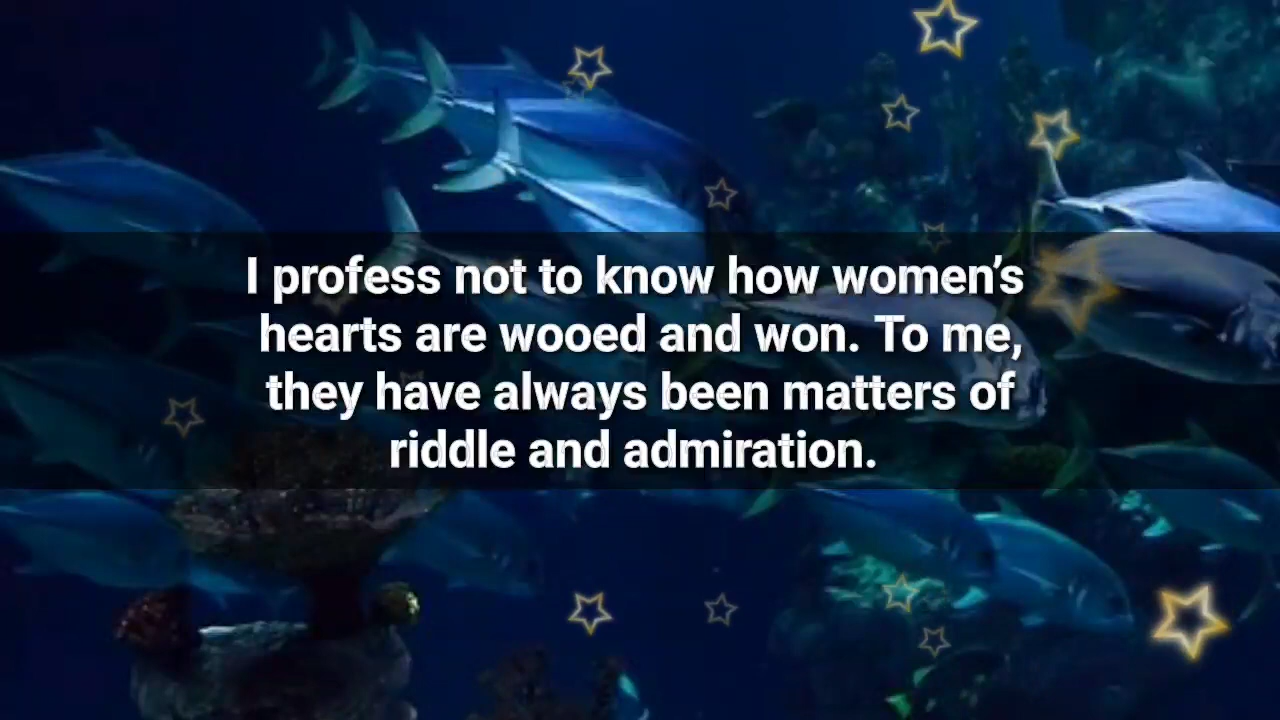 I profess not to know how women’s
hearts are wooed and won. To me,
they have always been matters of
riddle and admiration.